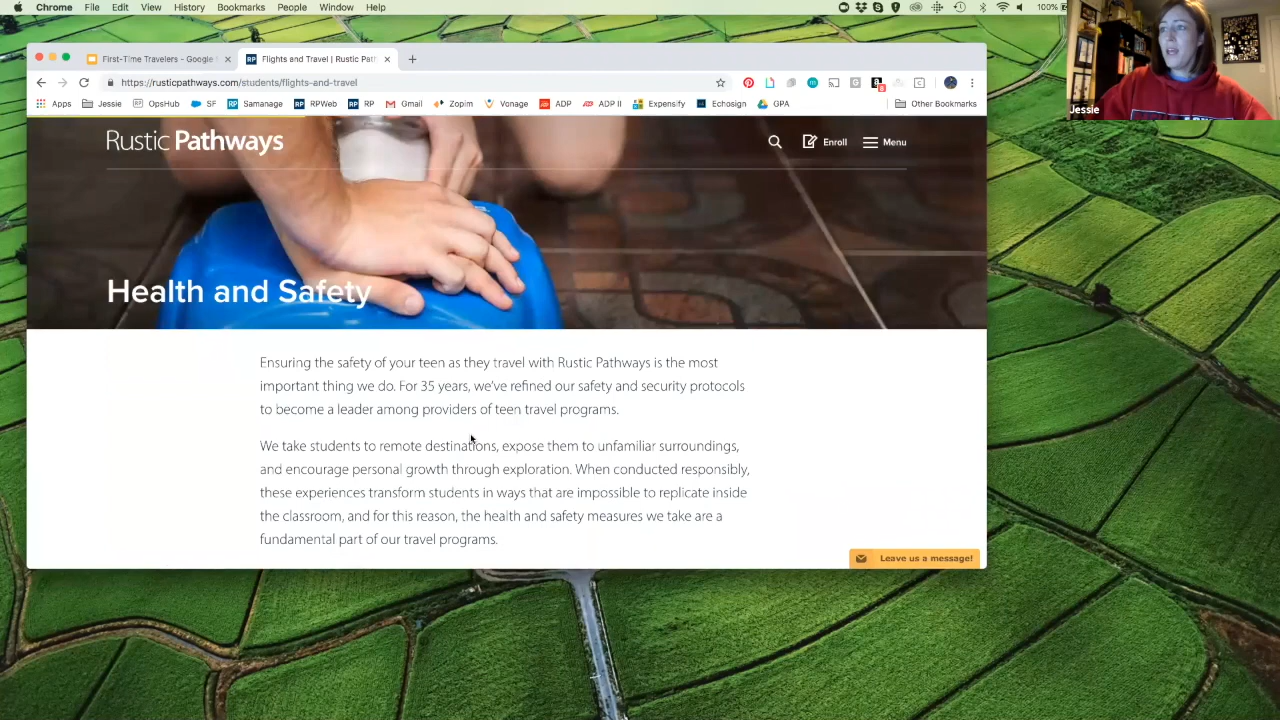 Chrome File Edit View History Bookmarks People Window Help 100%
First-Time Travelers - Google
Flights and Travel | Rustic Pat
https://rusticpathways.com/students/flights-and-travel
Apps Jessie OpsHub SF Samanage RPWeb RP Gmail Zopim Vonage ADP ADP II Expensify Echosign GPA Other Bookmarks
Jessie
Rustic Pathways
Enroll Menu
Health and Safety
Ensuring the safety of your teen as they travel with Rustic Pathways is the most
important thing we do. For 35 years, we've refined our safety and security protocols
to become a leader among providers of teen travel programs.
We take students to remote destinations, expose them to unfamiliar surroundings,
and encourage personal growth through exploration. When conducted responsibly,
these experiences transform students in ways that are impossible to replicate inside
the classroom, and for this reason, the health and safety measures we take are a
fundamental part of our travel programs.
Leave us a message!